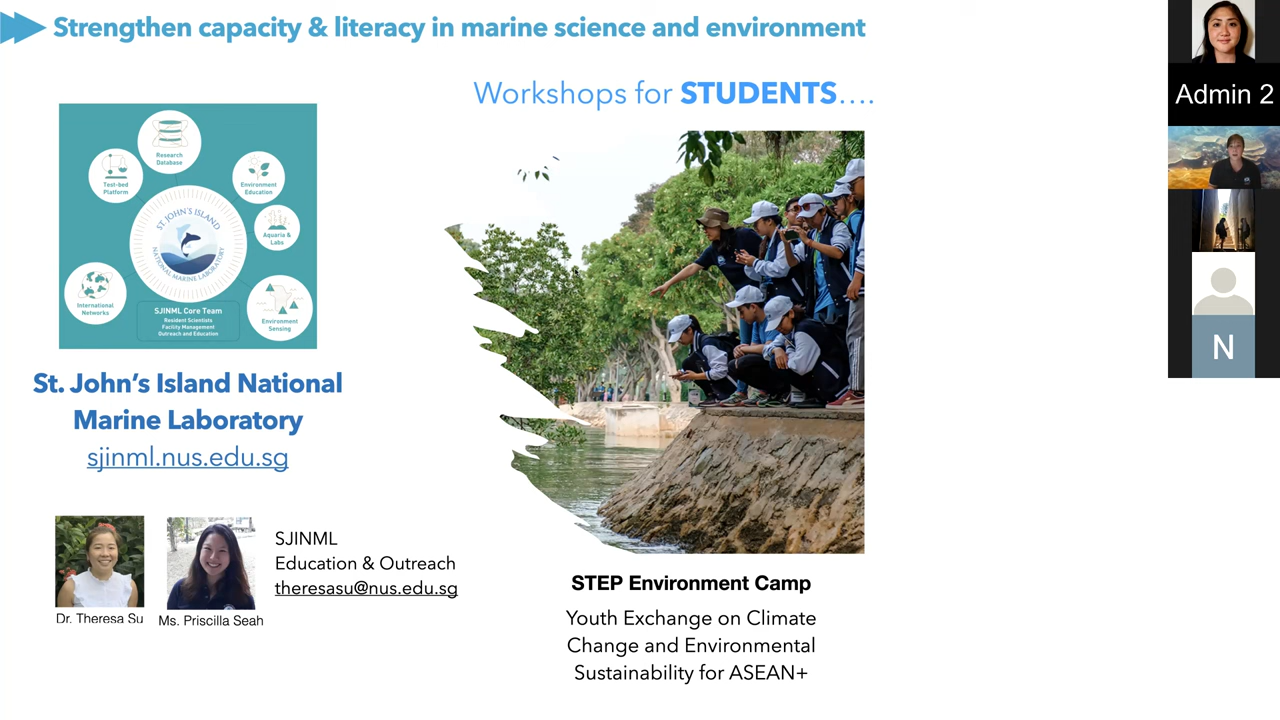 Strengthen capacity & literacy in marine science and environment
Workshops for STUDENTS....
Research
Database
Test-bed
Platform
Environment
Education
Aquaria &
Labs
ST. JOHN'S ISLAND
NATIONAL MARINE LABORATORY
International
Networks
SJINML Core Team
Resident Scientists
Facility Management
Outreach and Education
Environment
Sensing
St. John's Island National
Marine Laboratory
sjinml.nus.edu.sg
SJINML
Education & Outreach
theresasu@nus.edu.sg
Dr. Theresa Su
Ms. Priscilla Seah
STEP Environment Camp
Youth Exchange on Climate
Change and Environmental
Sustainability for ASEAN+
Admin 2
N